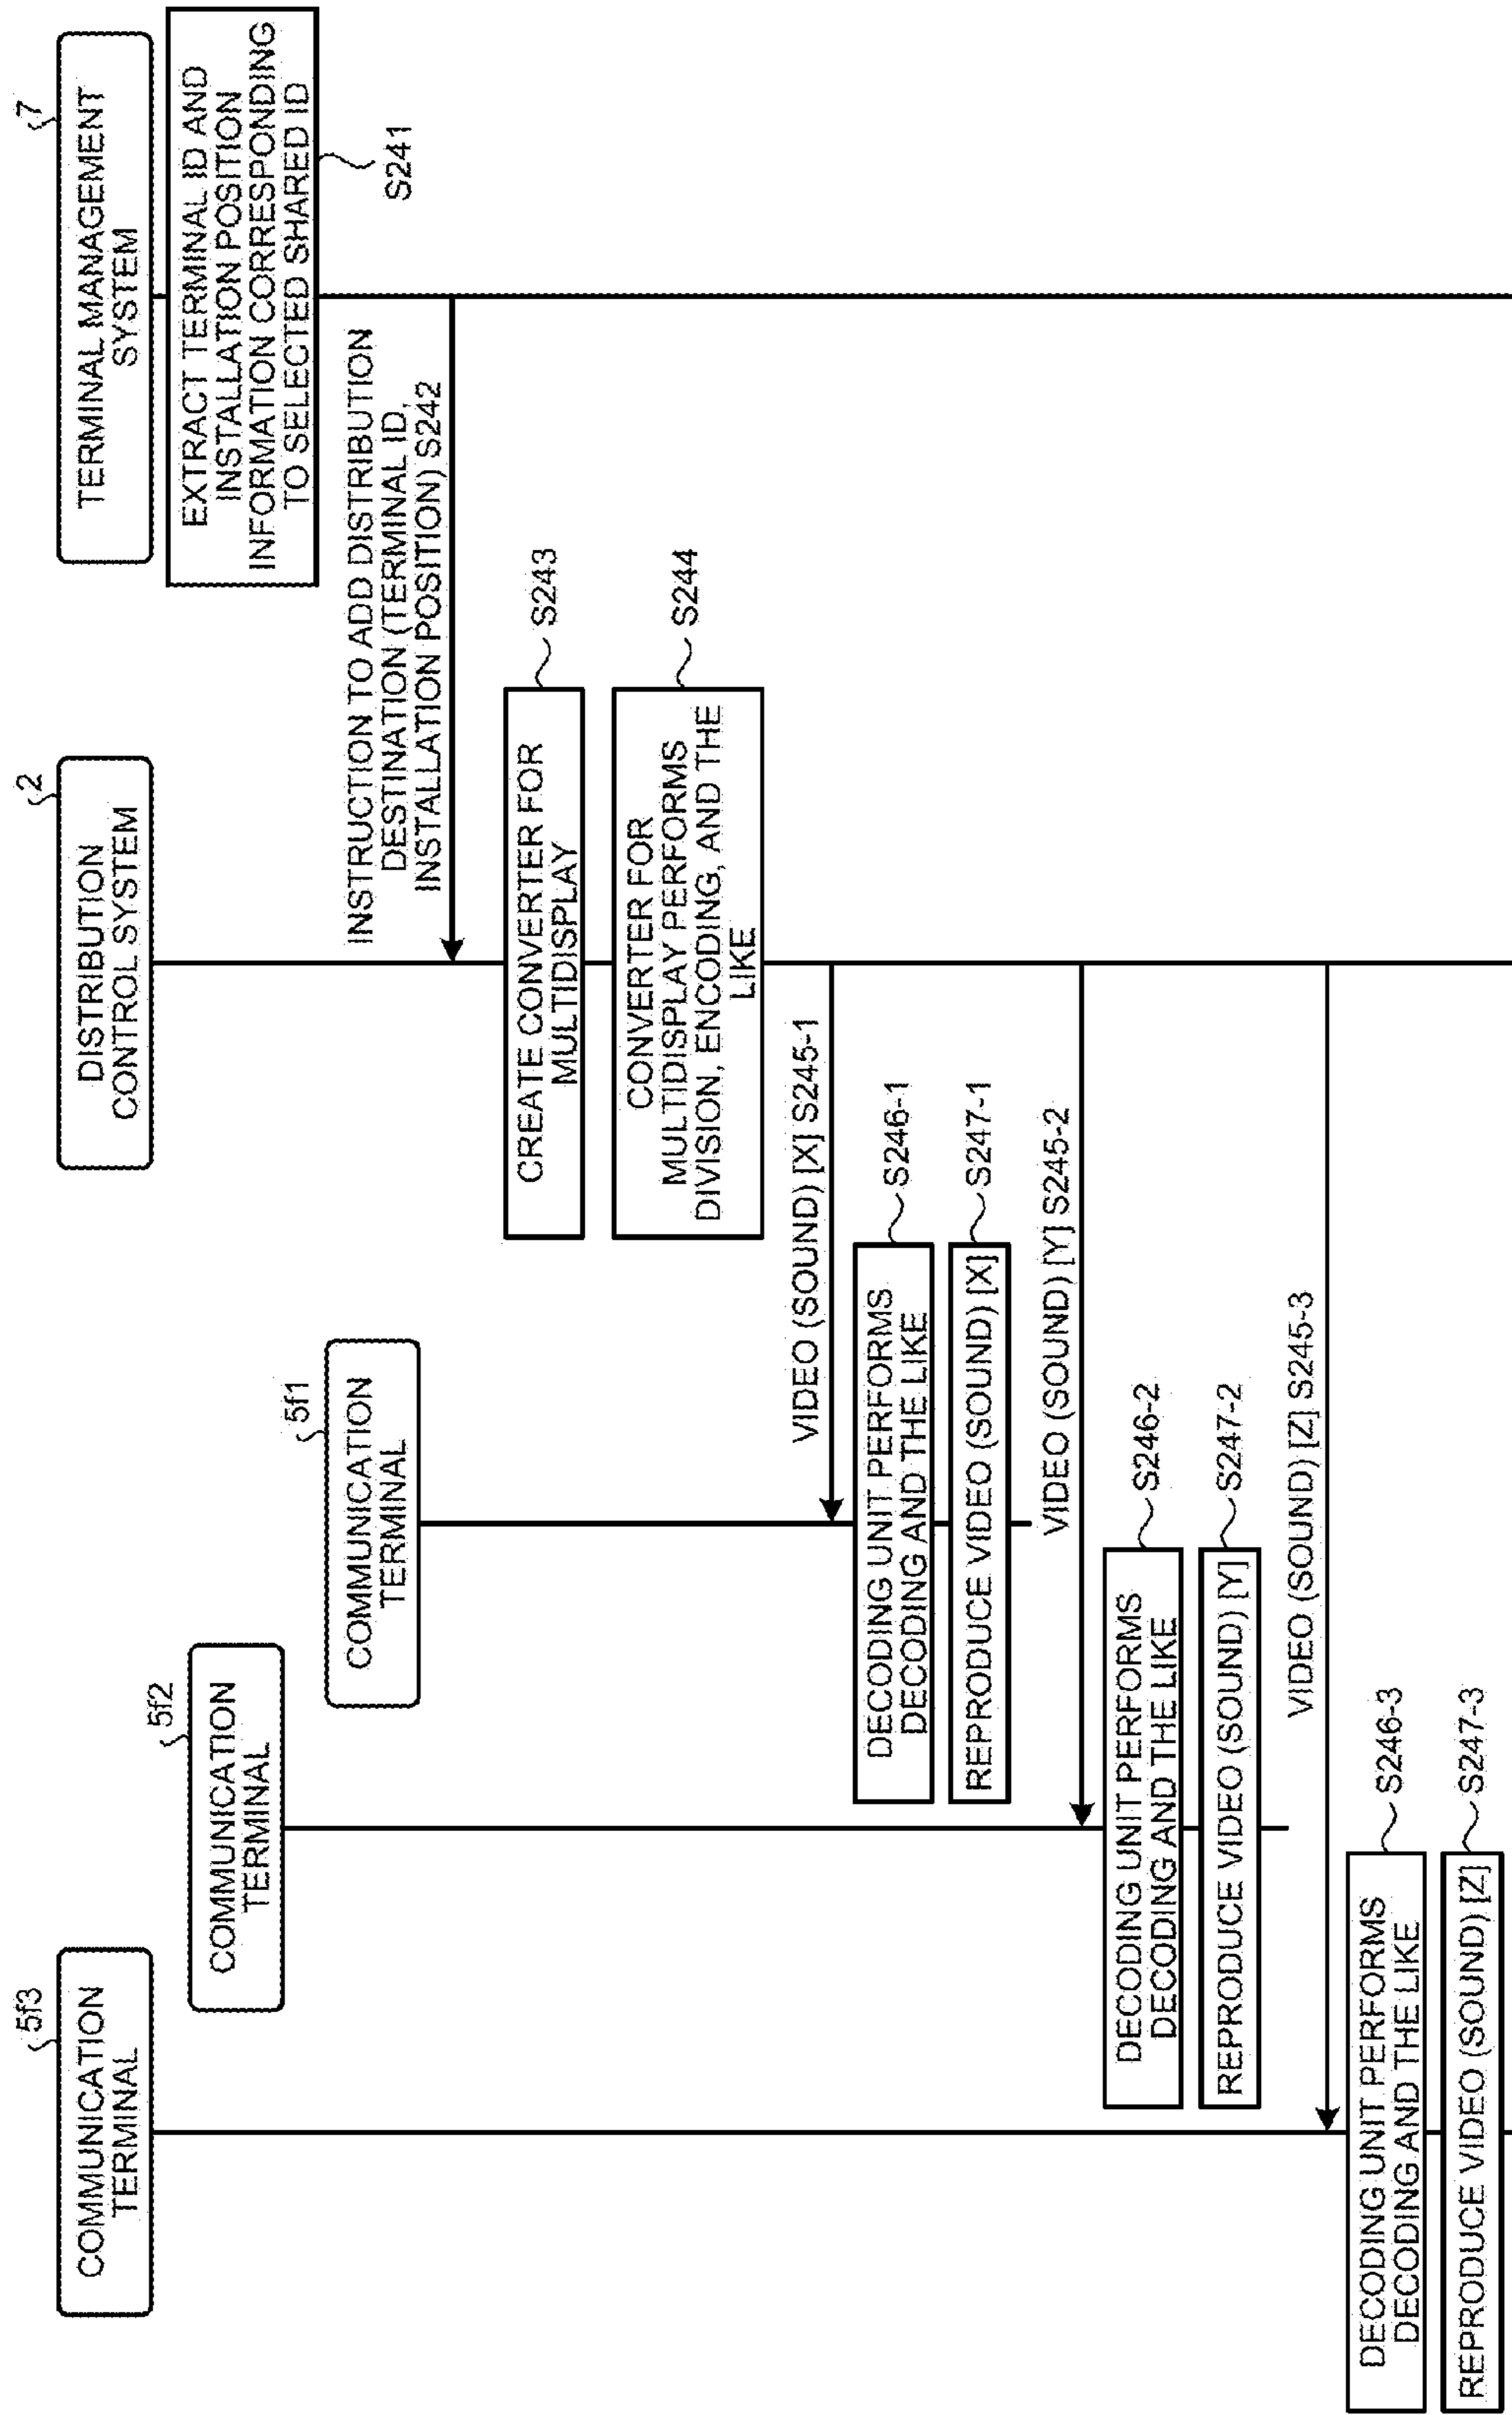 5f3
COMMUNICATION
TERMINAL
5f2
COMMUNICATION
TERMINAL
5f1
COMMUNICATION
TERMINAL
2
DISTRIBUTION
CONTROL SYSTEM
7
TERMINAL MANAGEMENT
SYSTEM
EXTRACT TERMINAL ID AND
INSTALLATION POSITION
INFORMATION CORRESPONDING
TO SELECTED SHARED ID
S241
INSTRUCTION TO ADD DISTRIBUTION
DESTINATION (TERMINAL ID,
INSTALLATION POSITION) S242
CREATE CONVERTER FOR
MULTIDISPLAY
S243
CONVERTER FOR
MULTIDISPLAY PERFORMS
DIVISION, ENCODING, AND THE
LIKE
S244
VIDEO (SOUND) [X] S245-1
DECODING UNIT PERFORMS
DECODING AND THE LIKE
S246-1
REPRODUCE VIDEO (SOUND) [X]
S247-1
VIDEO (SOUND) [Y] S245-2
DECODING UNIT PERFORMS
DECODING AND THE LIKE
S246-2
REPRODUCE VIDEO (SOUND) [Y]
S247-2
VIDEO (SOUND) [Z] S245-3
DECODING UNIT PERFORMS
DECODING AND THE LIKE
S246-3
REPRODUCE VIDEO (SOUND) [Z]
S247-3